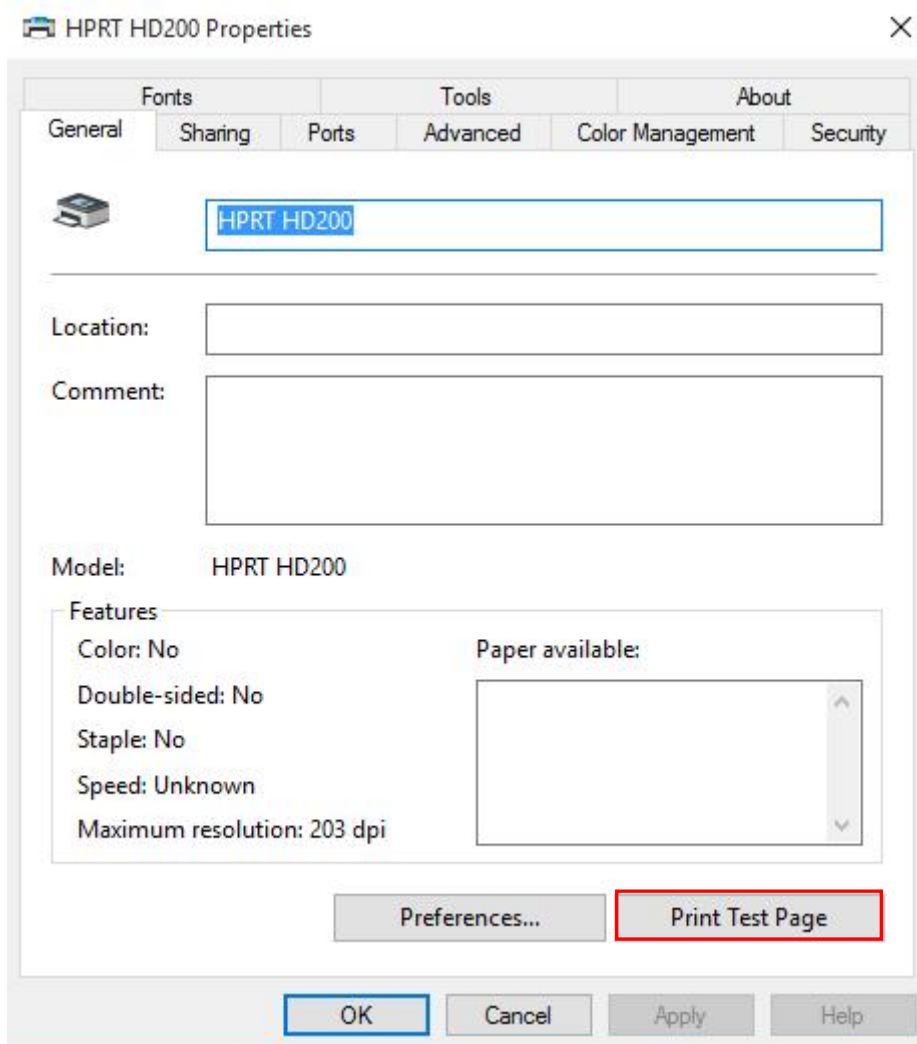 HPRT HD200 Properties
Fonts Tools About
General Sharing Ports Advanced Color Management Security
HPRT HD200
Location:
Comment:
Model: HPRT HD200
Features
Color: No Paper available:
Double-sided: No
Staple: No
Speed: Unknown
Maximum resolution: 203 dpi
Preferences... Print Test Page
OK Cancel Apply Help